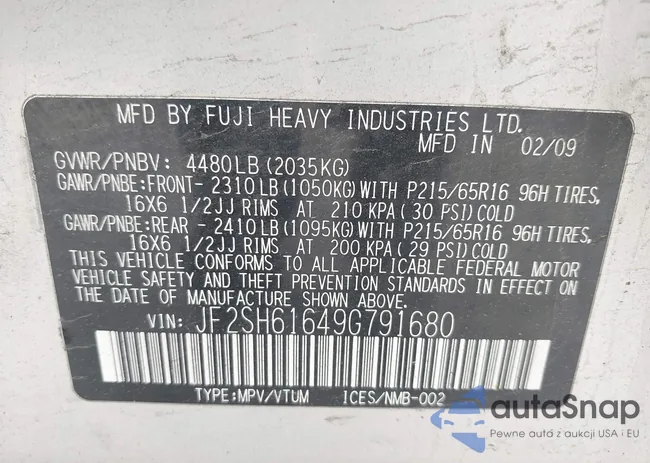 MFD BY FUJI HEAVY INDUSTRIES LTD.
MFD IN 02/09
GVWR/PNBV: 4480LB(2035KG)
GAWR/PNBE:FRONT- 2310LB(1050KG)WITH P215/65R16 96H TIRES,
16X6 1/2JJ RIMS AT 210 KPA( 30 PSI)COLD
GAWR/PNBE:REAR - 2410LB(1095KG)WITH P215/65R16 96H TIRES,
16X6 1/2JJ RIMS AT 200 KPA( 29 PSI)COLD
THIS VEHICLE CONFORMS TO ALL APPLICABLE FEDERAL MOTOR
VEHICLE SAFETY AND THEFT PREVENTION STANDARDS IN EFFECT ON
THE DATE OF MANUFACTURE SHOWN ABOVE.
VIN: JF2SH61649G791680
TYPE:MPV/VTUM ICES/NMB-002
autaSnap
Pewne auta z aukcji USA i EU